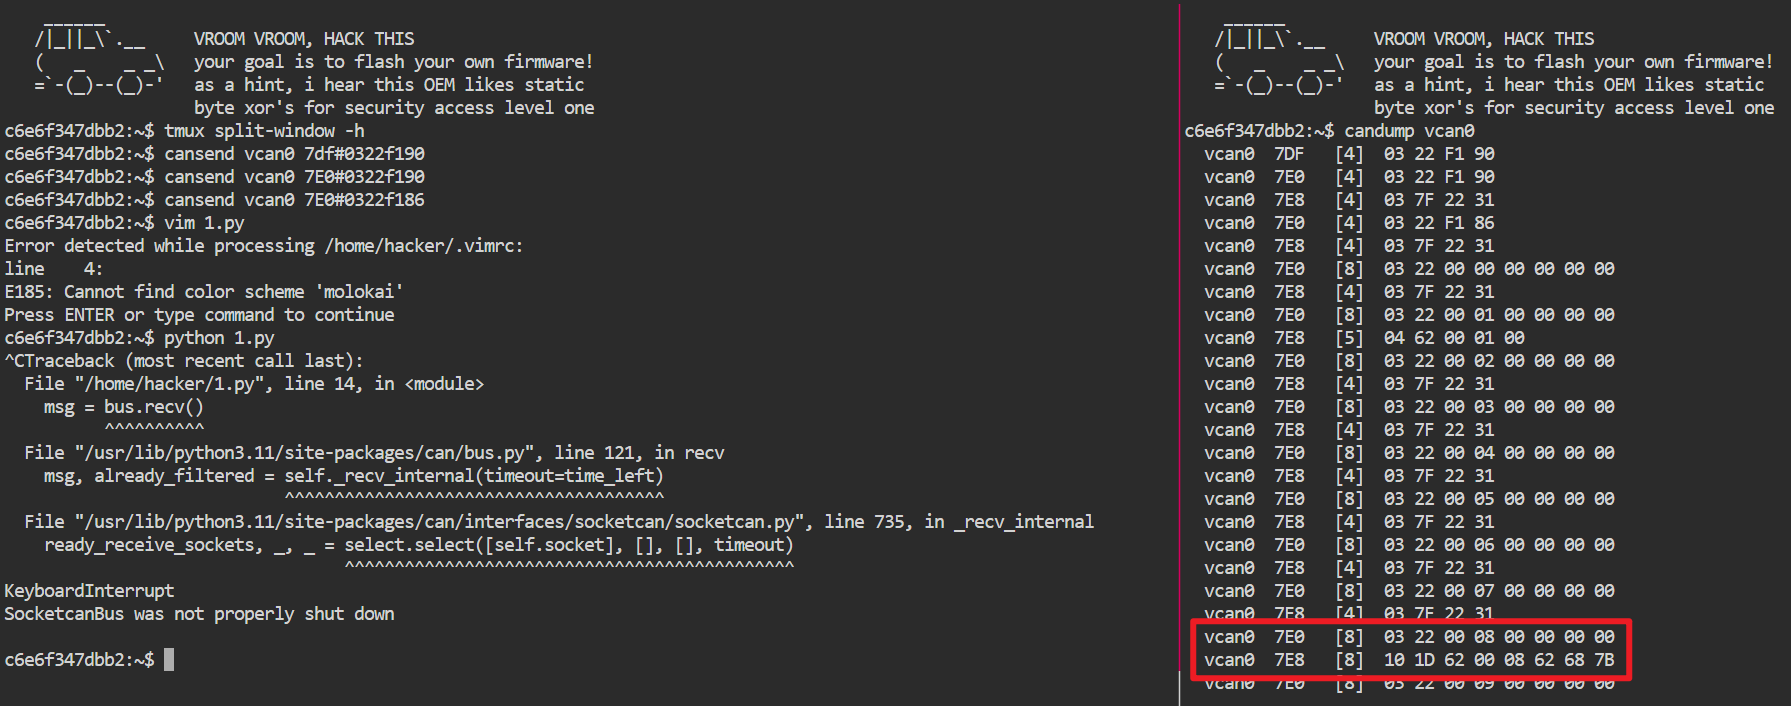 ______
   /|_||_\`.__     VROOM VROOM, HACK THIS
   (   _    _ _\   your goal is to flash your own firmware!
   =`-(_)--(_)-'   as a hint, i hear this OEM likes static
                   byte xor's for security access level one
c6e6f347dbb2:~$ tmux split-window -h
c6e6f347dbb2:~$ cansend vcan0 7df#0322f190
c6e6f347dbb2:~$ cansend vcan0 7E0#0322f190
c6e6f347dbb2:~$ cansend vcan0 7E0#0322f186
c6e6f347dbb2:~$ vim 1.py
Error detected while processing /home/hacker/.vimrc:
line    4:
E185: Cannot find color scheme 'molokai'
Press ENTER or type command to continue
c6e6f347dbb2:~$ python 1.py
^CTraceback (most recent call last):
  File "/home/hacker/1.py", line 14, in <module>
    msg = bus.recv()
          ^^^^^^^^^^
  File "/usr/lib/python3.11/site-packages/can/bus.py", line 121, in recv
    msg, already_filtered = self._recv_internal(timeout=time_left)
                            ^^^^^^^^^^^^^^^^^^^^^^^^^^^^^^^^^^^^^^
  File "/usr/lib/python3.11/site-packages/can/interfaces/socketcan/socketcan.py", line 735, in _recv_internal
    ready_receive_sockets, _, _ = select.select([self.socket], [], [], timeout)
                                  ^^^^^^^^^^^^^^^^^^^^^^^^^^^^^^^^^^^^^^^^^^^^^
KeyboardInterrupt
SocketcanBus was not properly shut down
c6e6f347dbb2:~$
    ______
   /|_||_\`.__     VROOM VROOM, HACK THIS
   (   _    _ _\   your goal is to flash your own firmware!
   =`-(_)--(_)-'   as a hint, i hear this OEM likes static
                   byte xor's for security access level one
c6e6f347dbb2:~$ candump vcan0
  vcan0  7DF   [4]  03 22 F1 90
  vcan0  7E0   [4]  03 22 F1 90
  vcan0  7E8   [4]  03 7F 22 31
  vcan0  7E0   [4]  03 22 F1 86
  vcan0  7E8   [4]  03 7F 22 31
  vcan0  7E0   [8]  03 22 00 00 00 00 00 00
  vcan0  7E8   [4]  03 7F 22 31
  vcan0  7E0   [8]  03 22 00 01 00 00 00 00
  vcan0  7E8   [5]  04 62 00 01 00
  vcan0  7E0   [8]  03 22 00 02 00 00 00 00
  vcan0  7E8   [4]  03 7F 22 31
  vcan0  7E0   [8]  03 22 00 03 00 00 00 00
  vcan0  7E8   [4]  03 7F 22 31
  vcan0  7E0   [8]  03 22 00 04 00 00 00 00
  vcan0  7E8   [4]  03 7F 22 31
  vcan0  7E0   [8]  03 22 00 05 00 00 00 00
  vcan0  7E8   [4]  03 7F 22 31
  vcan0  7E0   [8]  03 22 00 06 00 00 00 00
  vcan0  7E8   [4]  03 7F 22 31
  vcan0  7E0   [8]  03 22 00 07 00 00 00 00
  vcan0  7E8   [4]  03 7F 22 31
  vcan0  7E0   [8]  03 22 00 08 00 00 00 00
  vcan0  7E8   [8]  10 1D 62 00 08 62 68 7B
  vcan0  7E0   [8]  03 22 00 09 00 00 00 00